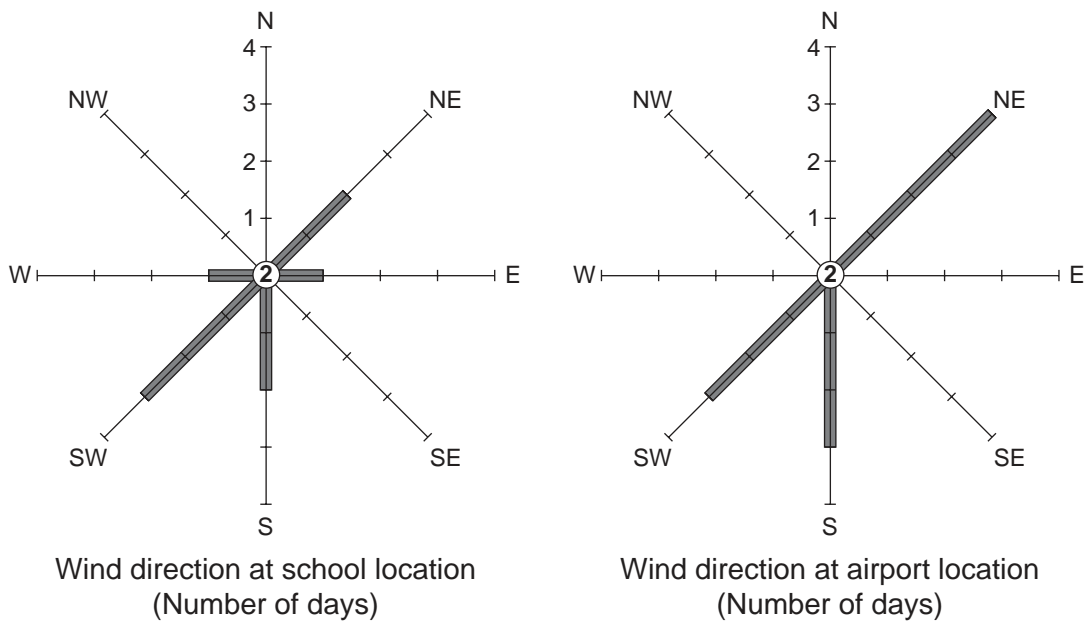 N
4
NW
NE
3
2
1
W
2
E
SW
SE
S
Wind direction at school location
(Number of days)
N
4
NW
NE
3
2
1
W
2
E
SW
SE
S
Wind direction at airport location
(Number of days)